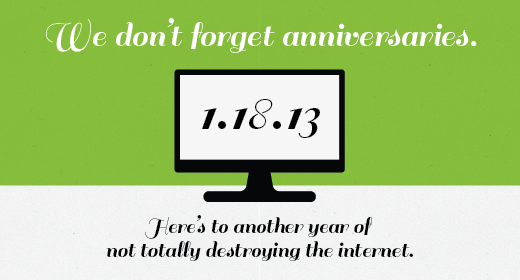 We don't forget anniversaries.
1.18.13
Here's to another year of
not totally destroying the internet.